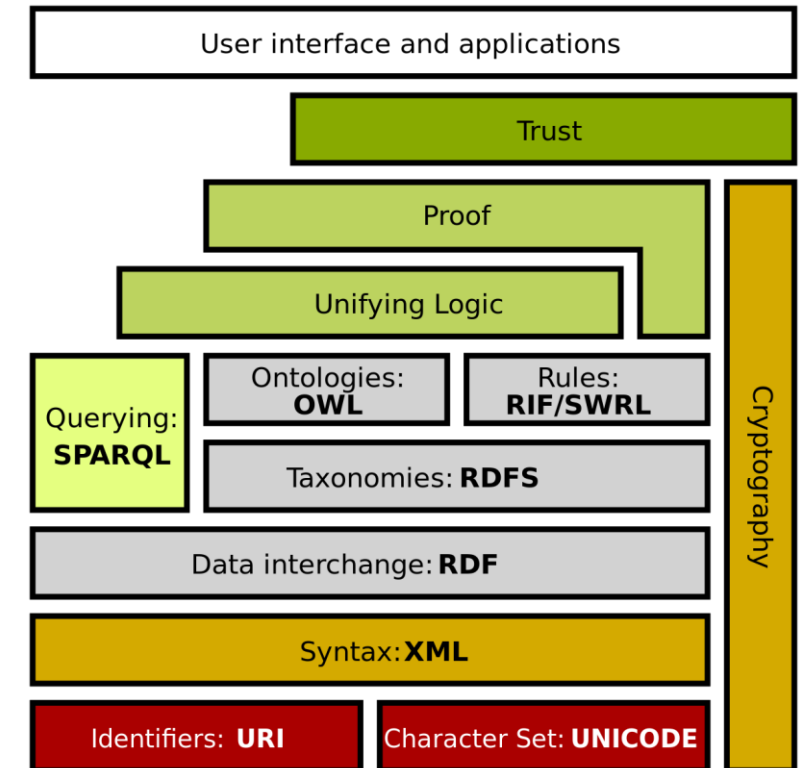 User interface and applications
Trust
Proof
Unifying Logic
Querying:
SPARQL
Ontologies:
OWL
Rules:
RIF/SWRL
Taxonomies: RDFS
Cryptography
Data interchange: RDF
Syntax: XML
Identifiers: URI
Character Set: UNICODE